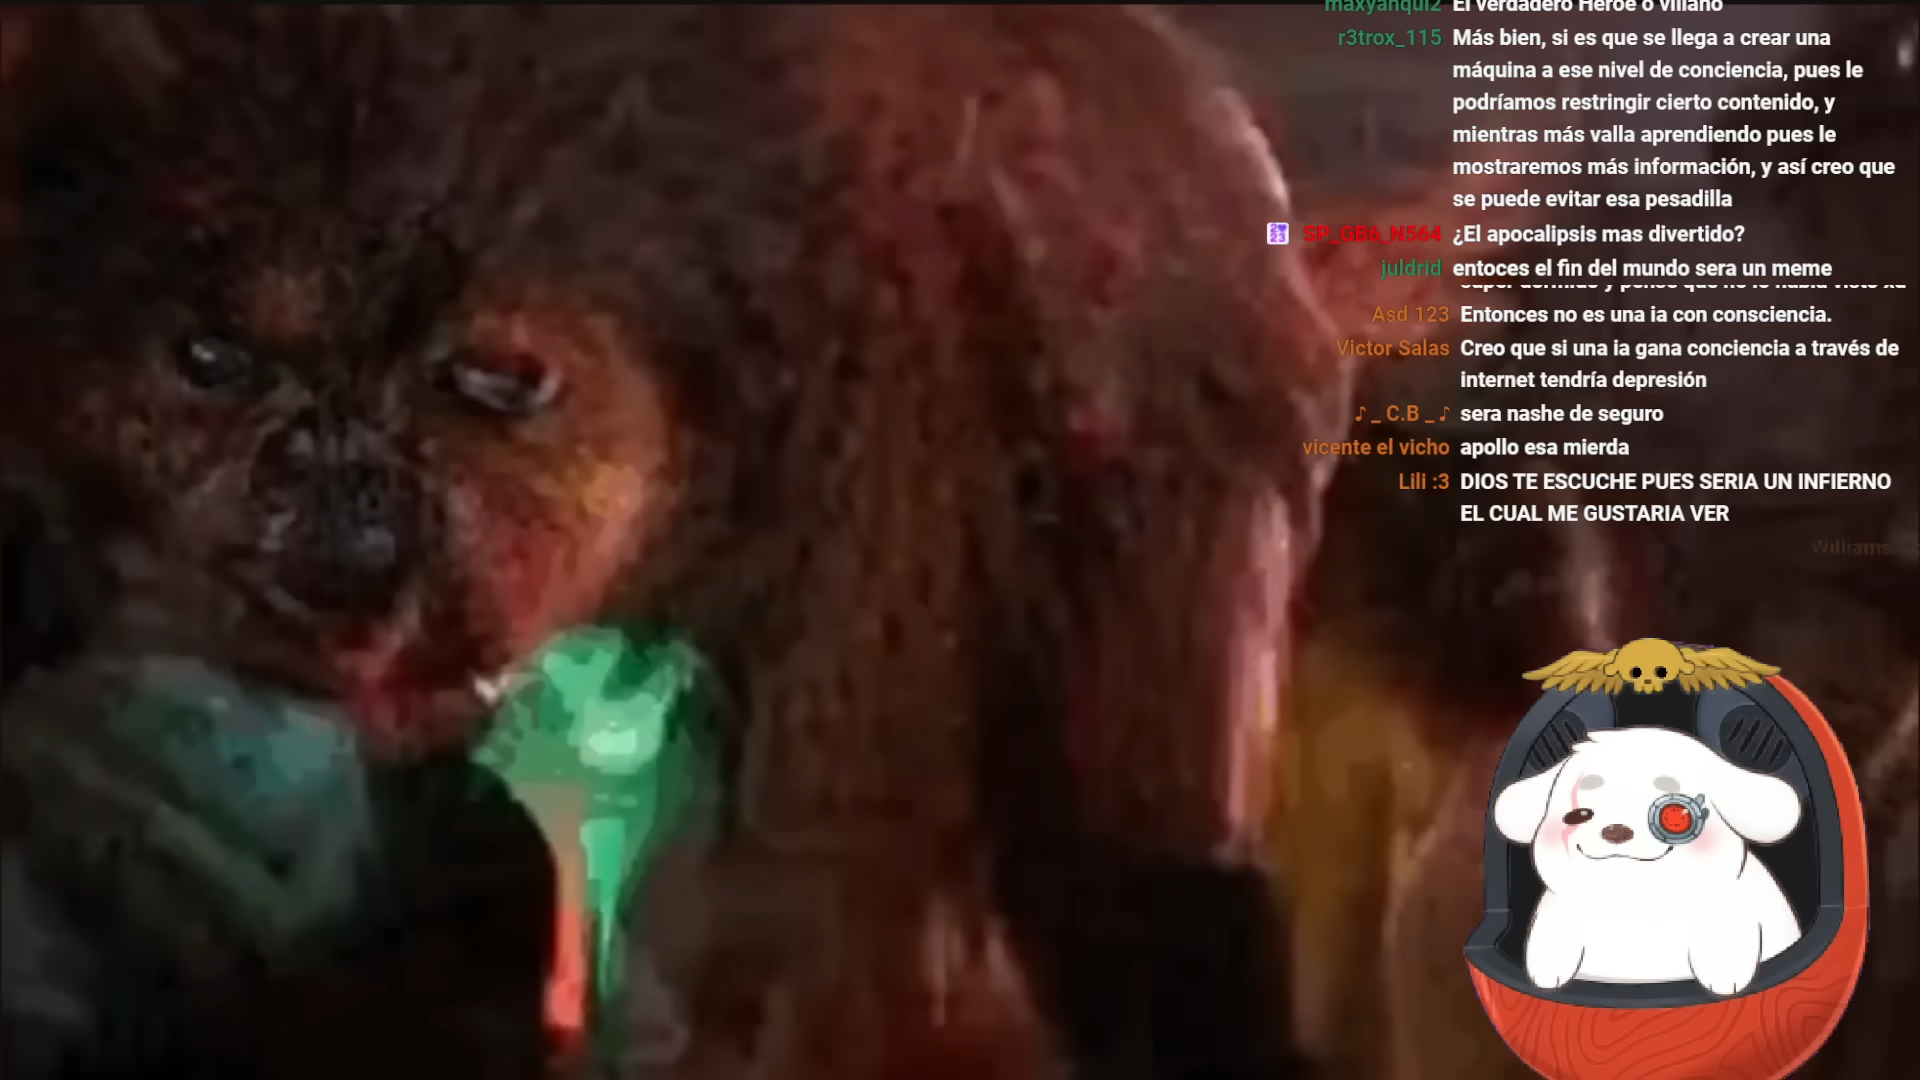 maxyanqui2 El verdadero Heroe o villano
r3trox_115 Más bien, si es que se llega a crear una
máquina a ese nivel de conciencia, pues le
podríamos restringir cierto contenido, y
mientras más valla aprendiendo pues le
mostraremos más información, y así creo que
se puede evitar esa pesadilla
SP_GB6_N564 ¿El apocalipsis mas divertido?
juldrid entoces el fin del mundo sera un meme
Asd 123 Entonces no es una ia con consciencia.
Victor Salas Creo que si una ia gana conciencia a través de
internet tendría depresión
♪ _ C.B _ ♪ sera nashe de seguro
vicente el vicho apollo esa mierda
Lili :3 DIOS TE ESCUCHE PUES SERIA UN INFIERNO
EL CUAL ME GUSTARIA VER
Williams